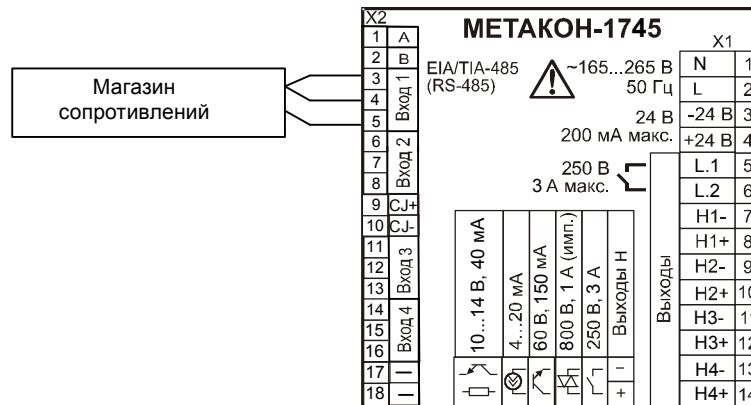 Магазин
сопротивлений
X2
1 A
2 B
3
4
5
Вход 1
6
7
8
Вход 2
9 CJ+
10 CJ-
11
12
13
Вход 3
14
15
16
Вход 4
17 —
18 —
МЕТАКОН-1745
EIA/TIA-485
(RS-485)
~165...265 В
50 Гц
24 В
200 мА макс.
250 В
3 А макс.
10...14 В, 40 мА
4...20 мА
60 В, 150 мА
800 В, 1 А (имп.)
250 В, 3 А
Выходы Н
−
+
Выходы
X1
N 1
L 2
-24 В 3
+24 В 4
L.1 5
L.2 6
H1- 7
H1+ 8
H2- 9
H2+ 10
H3- 11
H3+ 12
H4- 13
H4+ 14